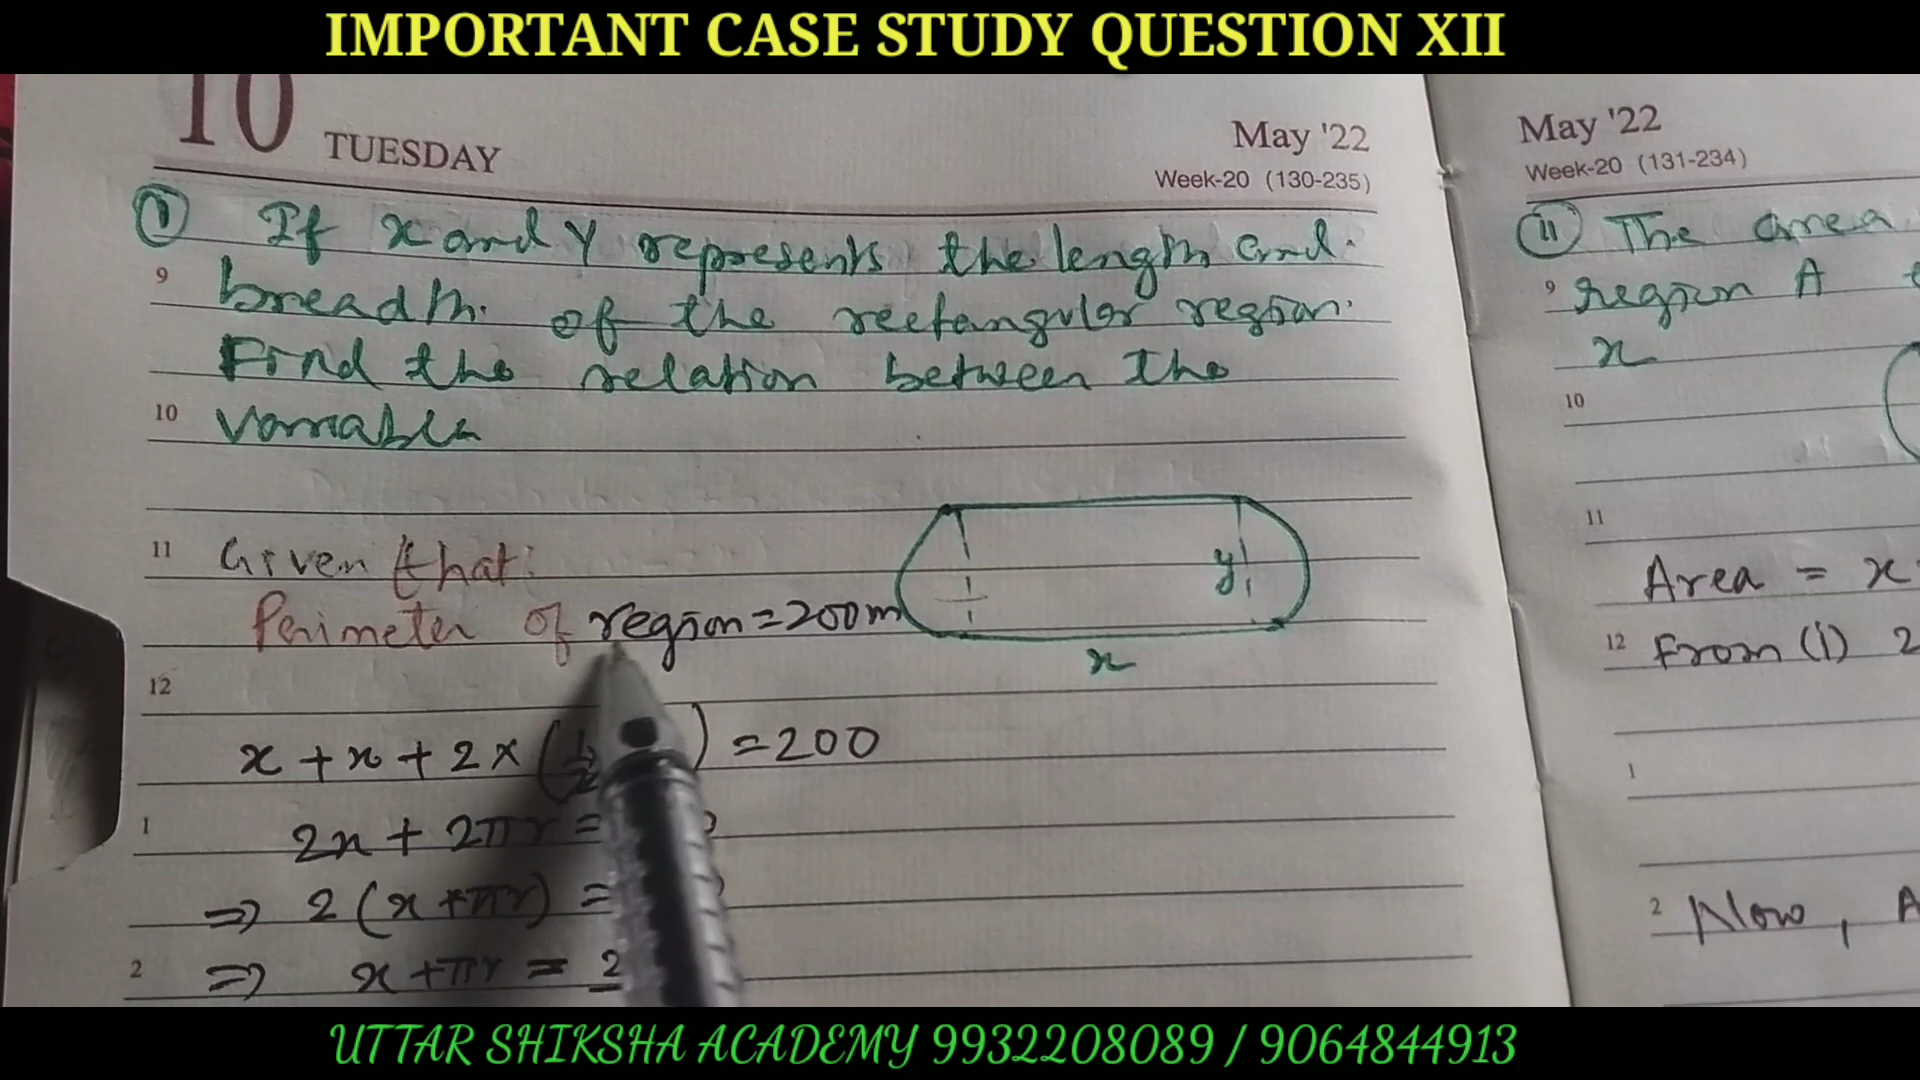 IMPORTANT CASE STUDY QUESTION XII
10 TUESDAY
May '22
Week-20 (130-235)
(i) If x and y represents the length and
9 breadth of the rectangular region.
Find the relation between the
10 variable
11 Given that:
Perimeter of region = 200m
y
x
12
x + x + 2 × (1/2 ) = 200
1 2x + 2πr =
⇒ 2 (x + πr) =
2 ⇒ x + πr = 2
May '22
Week-20 (131-234)
(ii) The area
9 region A
x
10
11
Area = x
12 From (i) 2
1
2 Now, A
UTTAR SHIKSHA ACADEMY 9932208089 / 9064844913